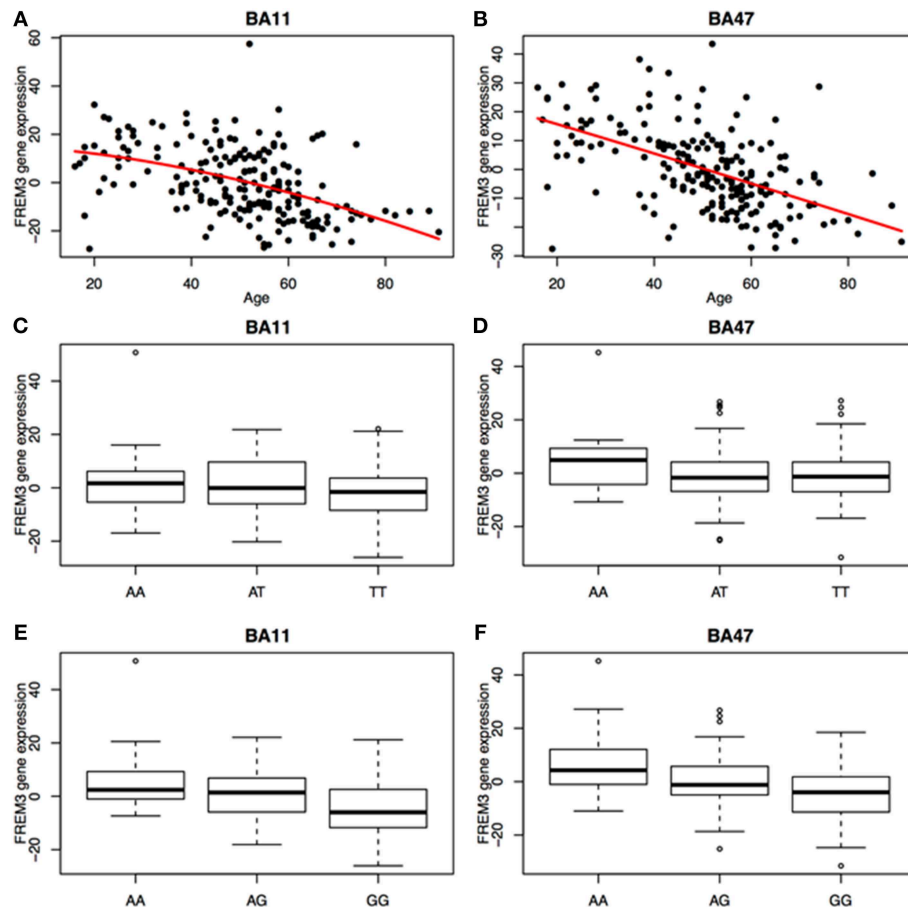 A BA11
FREM3 gene expression
60
40
20
0
−20
20 40 60 80
Age
B BA47
FREM3 gene expression
40
30
20
10
0
−10
−30
20 40 60 80
Age
C BA11
FREM3 gene expression
40
20
0
−20
AA AT TT
D BA47
FREM3 gene expression
40
20
0
−20
AA AT TT
E BA11
FREM3 gene expression
40
20
0
−20
AA AG GG
F BA47
FREM3 gene expression
40
20
0
−20
AA AG GG